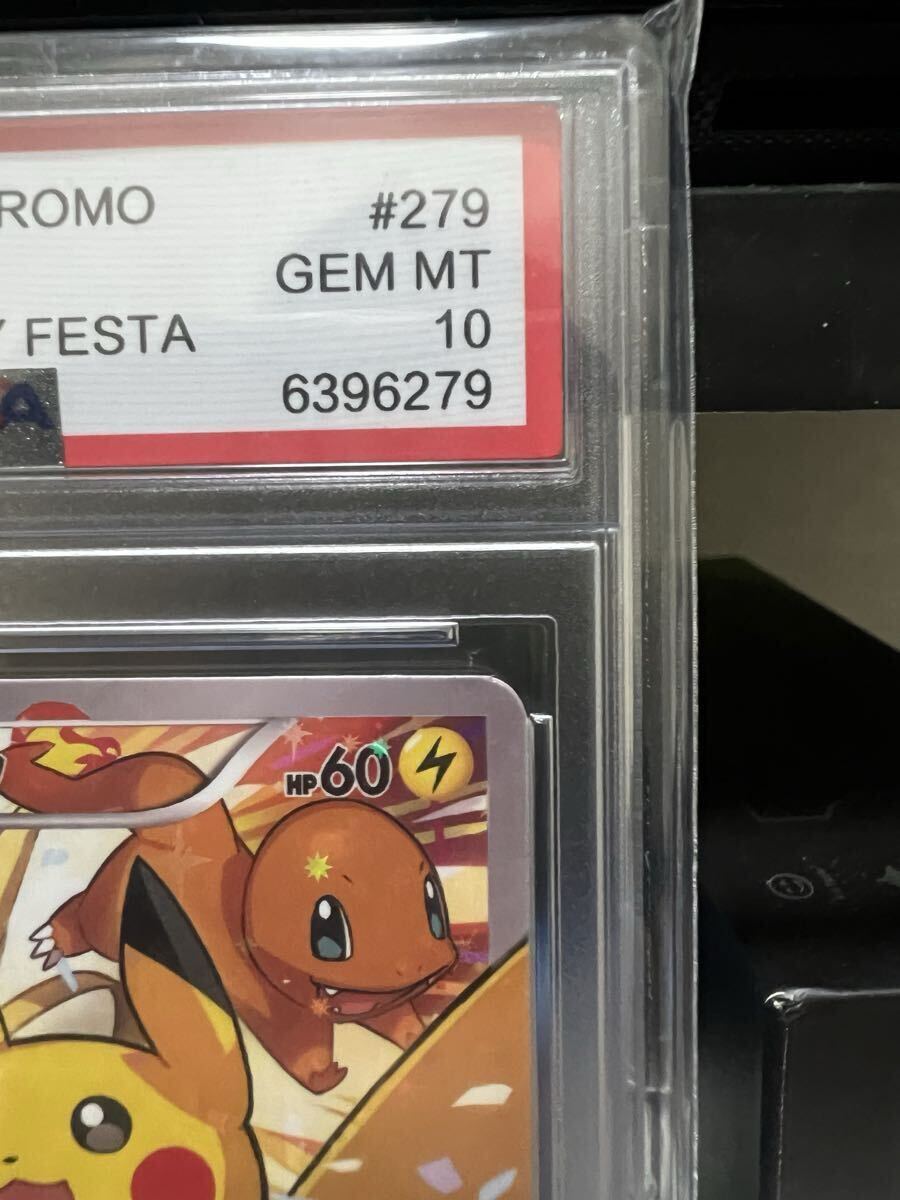 ROMO #279
GEM MT
Y FESTA 10
6396279
HP60